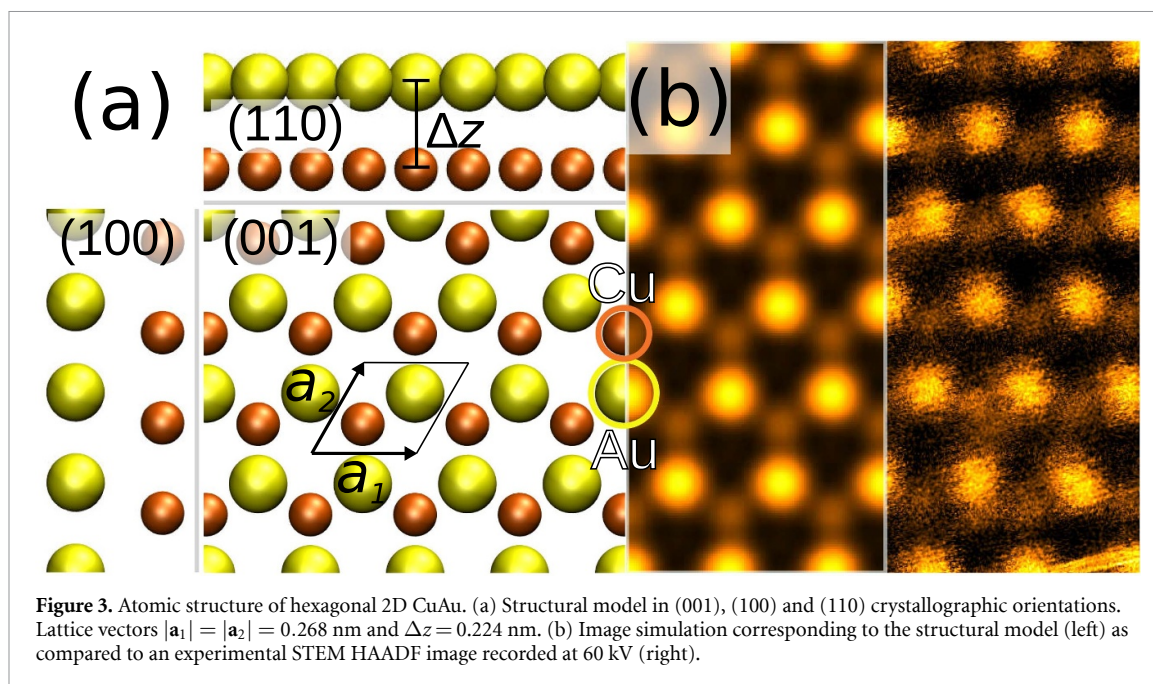 (a)
(110)
Δz
(b)
(100)
(001)
Cu
a2
a1
Au
Figure 3. Atomic structure of hexagonal 2D CuAu. (a) Structural model in (001), (100) and (110) crystallographic orientations.
Lattice vectors |a1| = |a2| = 0.268 nm and Δz = 0.224 nm. (b) Image simulation corresponding to the structural model (left) as
compared to an experimental STEM HAADF image recorded at 60 kV (right).